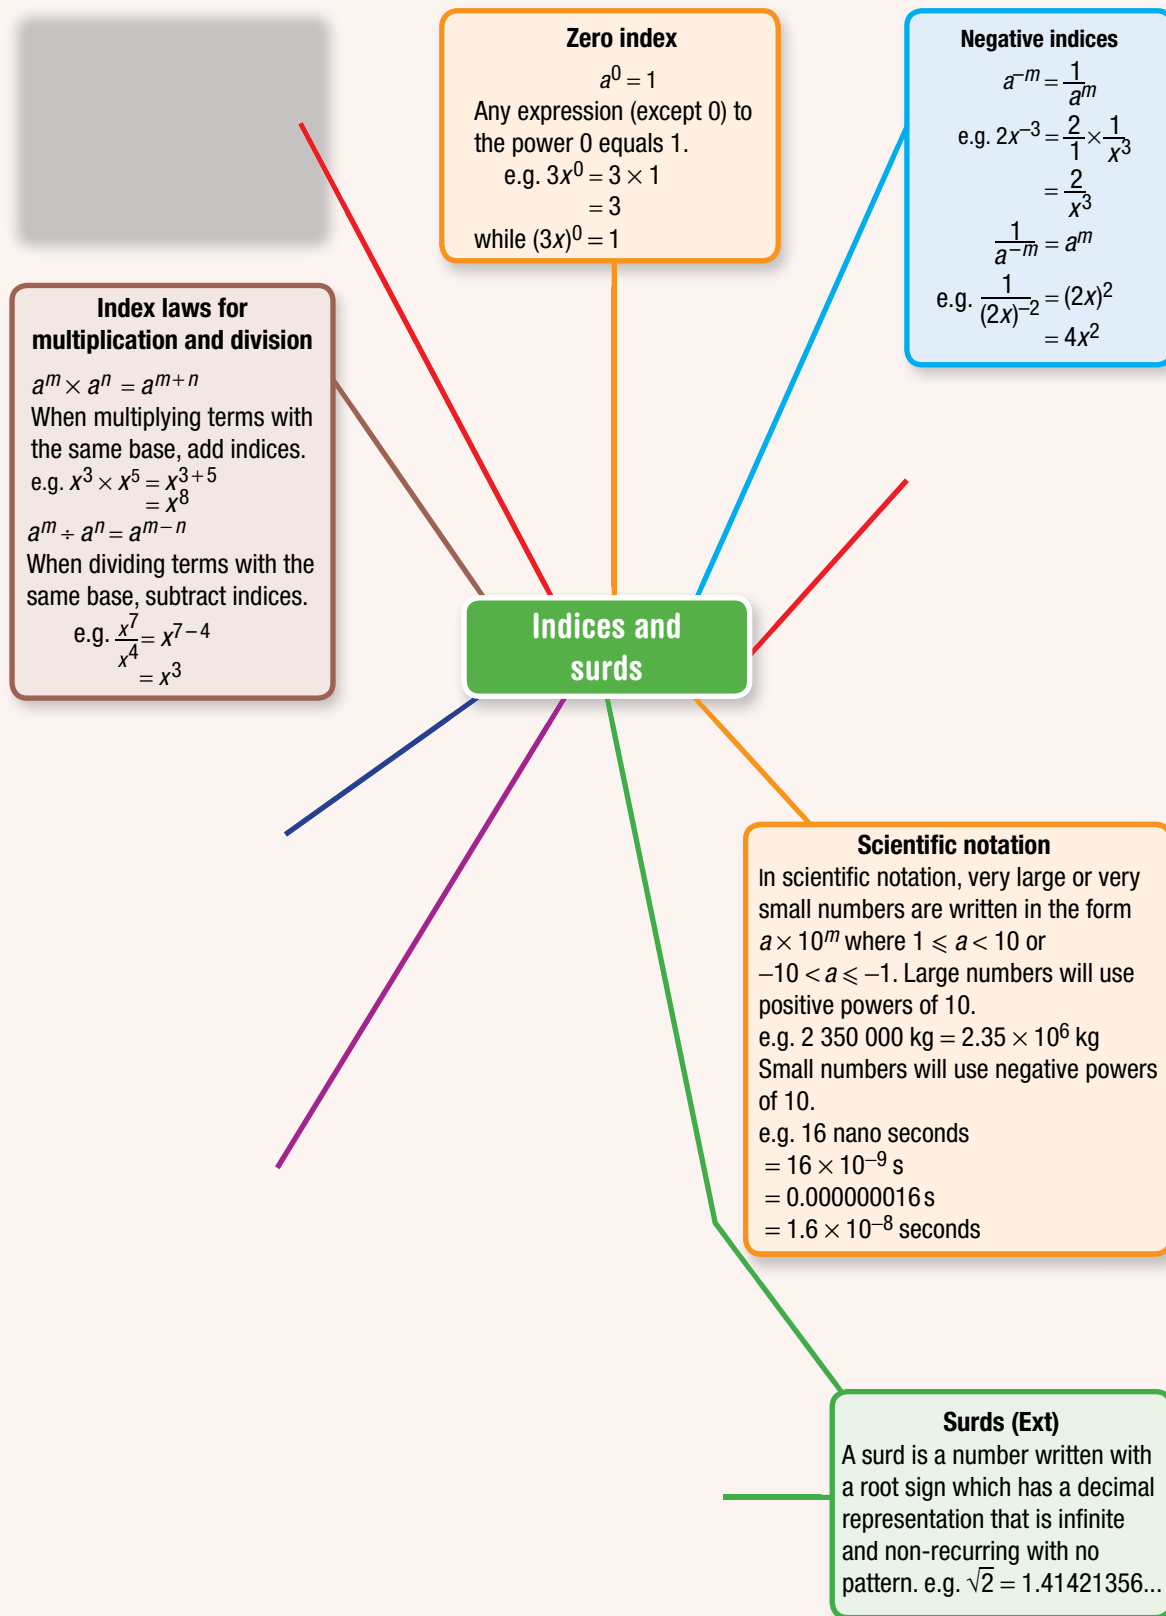 Zero index
a⁰ = 1
Any expression (except 0) to
the power 0 equals 1.
e.g. 3x⁰ = 3 × 1
= 3
while (3x)⁰ = 1
Negative indices
a⁻ᵐ = 1/aᵐ
e.g. 2x⁻³ = 2/1 × 1/x³
= 2/x³
1/a⁻ᵐ = aᵐ
e.g. 1/(2x)⁻² = (2x)²
= 4x²
Index laws for
multiplication and division
aᵐ × aⁿ = aᵐ⁺ⁿ
When multiplying terms with
the same base, add indices.
e.g. x³ × x⁵ = x³⁺⁵
= x⁸
aᵐ ÷ aⁿ = aᵐ⁻ⁿ
When dividing terms with the
same base, subtract indices.
e.g. x⁷/x⁴ = x⁷⁻⁴
= x³
Indices and
surds
Scientific notation
In scientific notation, very large or very
small numbers are written in the form
a × 10ᵐ where 1 ⩽ a < 10 or
−10 < a ⩽ −1. Large numbers will use
positive powers of 10.
e.g. 2 350 000 kg = 2.35 × 10⁶ kg
Small numbers will use negative powers
of 10.
e.g. 16 nano seconds
= 16 × 10⁻⁹ s
= 0.000000016 s
= 1.6 × 10⁻⁸ seconds
Surds (Ext)
A surd is a number written with
a root sign which has a decimal
representation that is infinite
and non-recurring with no
pattern. e.g. √2 = 1.41421356...